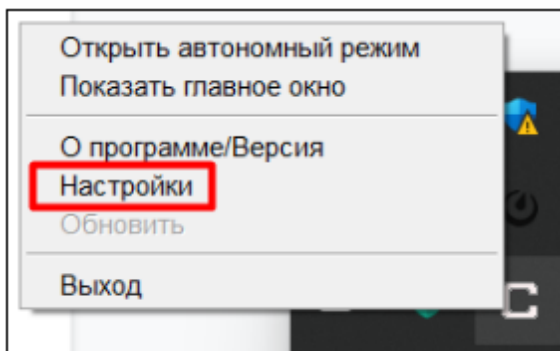 Открыть автономный режим
Показать главное окно
О программе/Версия
Настройки
Обновить
Выход